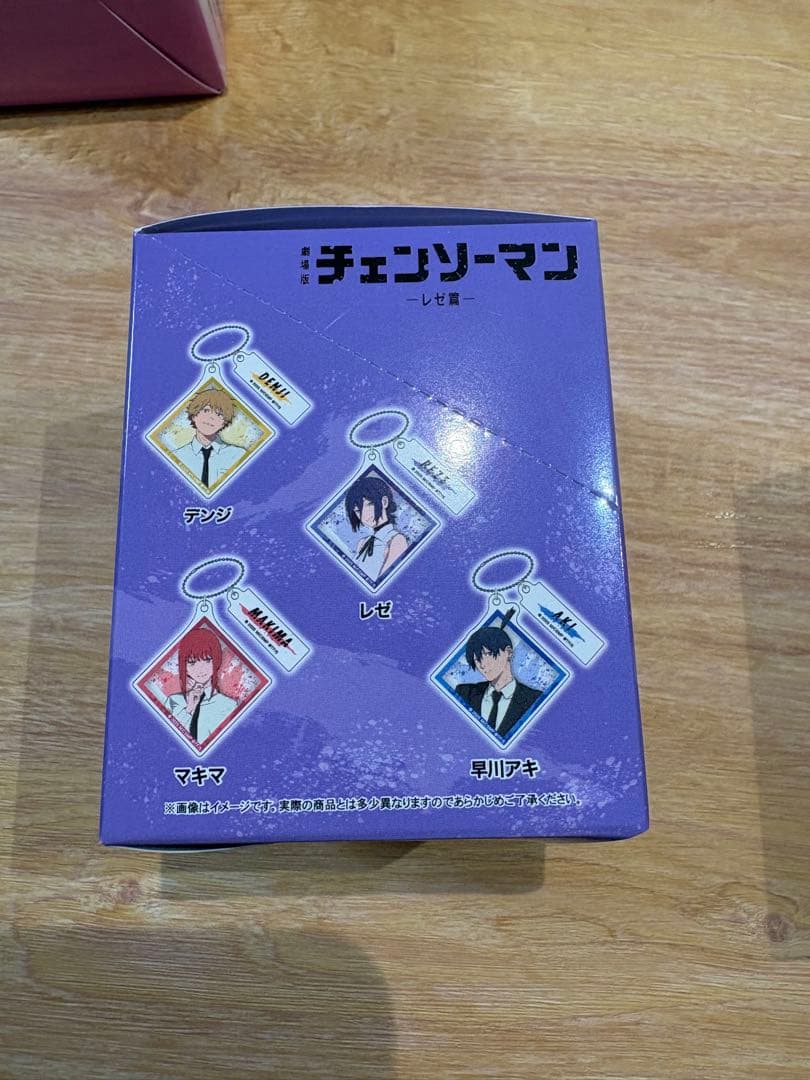 劇場版 チェンソーマン
―レゼ篇―
DENJI
テンジ
REZE
レゼ
MAKIMA
マキマ
AKI
早川アキ
※画像はイメージです。実際の商品とは多少異なりますのであらかじめご了承ください。